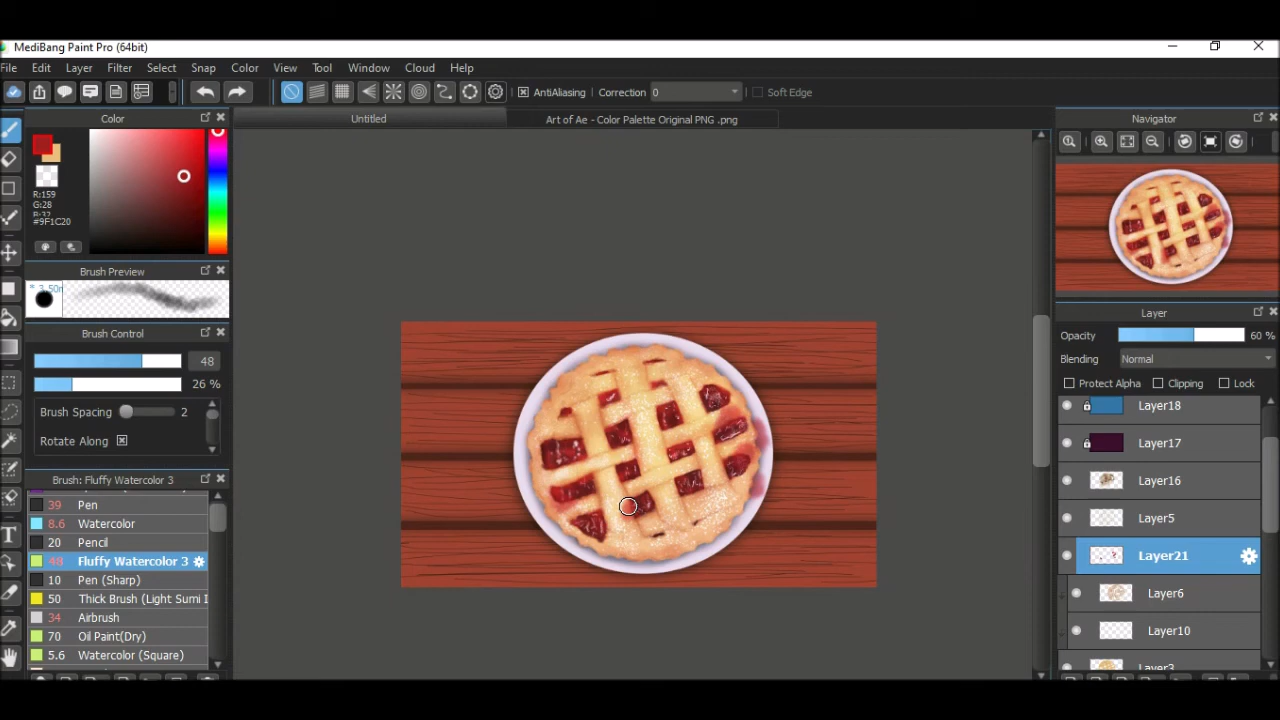 MediBang Paint Pro (64bit)
File Edit Layer Filter Select Snap Color View Tool Window Cloud Help
AntiAliasing Correction 0 Soft Edge
Color
Untitled
Art of Ae - Color Palette Original PNG .png
Navigator
R:159
G:28
B:32
#9F1C20
Brush Preview
Brush Control
48
26 %
Brush Spacing 2
Rotate Along
Brush: Fluffy Watercolor 3
39 Pen
8.6 Watercolor
20 Pencil
48 Fluffy Watercolor 3
10 Pen (Sharp)
50 Thick Brush (Light Sumi I
34 Airbrush
70 Oil Paint(Dry)
5.6 Watercolor (Square)
Layer
Opacity 60 %
Blending Normal
Protect Alpha Clipping Lock
Layer18
Layer17
Layer16
Layer5
Layer21
Layer6
Layer10
Layer3